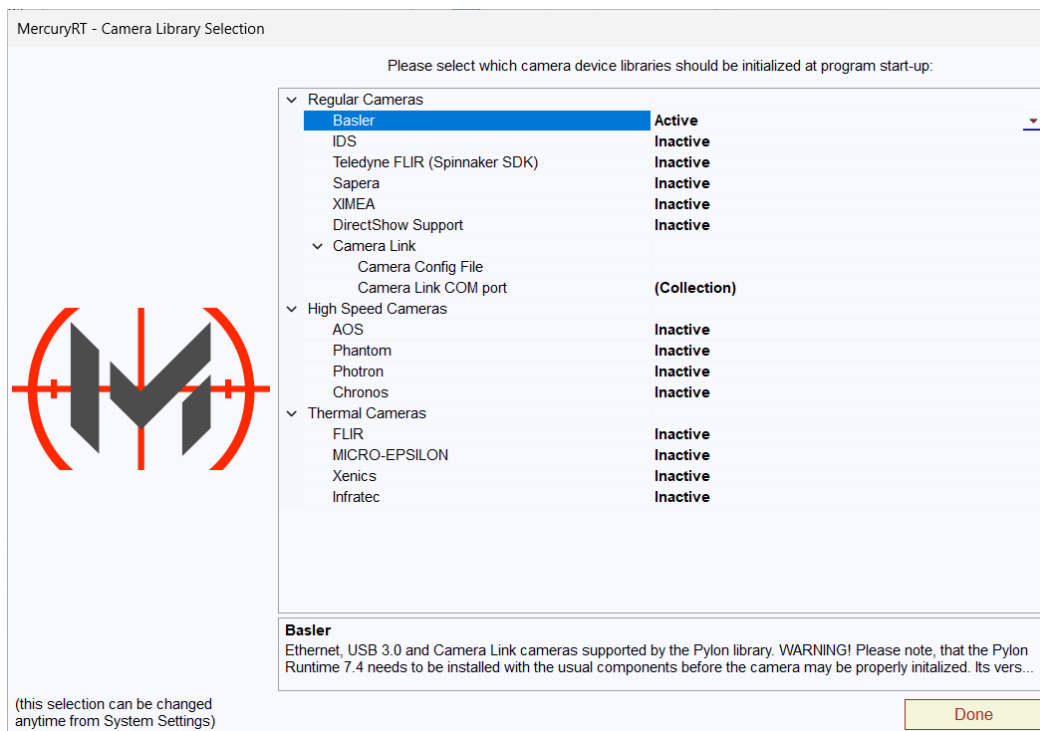 MercuryRT - Camera Library Selection
Please select which camera device libraries should be initialized at program start-up:
Regular Cameras
Basler Active
IDS Inactive
Teledyne FLIR (Spinnaker SDK) Inactive
Sapera Inactive
XIMEA Inactive
DirectShow Support Inactive
Camera Link
Camera Config File
Camera Link COM port (Collection)
High Speed Cameras
AOS Inactive
Phantom Inactive
Photron Inactive
Chronos Inactive
Thermal Cameras
FLIR Inactive
MICRO-EPSILON Inactive
Xenics Inactive
Infratec Inactive
Basler
Ethernet, USB 3.0 and Camera Link cameras supported by the Pylon library. WARNING! Please note, that the Pylon
Runtime 7.4 needs to be installed with the usual components before the camera may be properly initalized. Its vers...
(this selection can be changed
anytime from System Settings)
Done